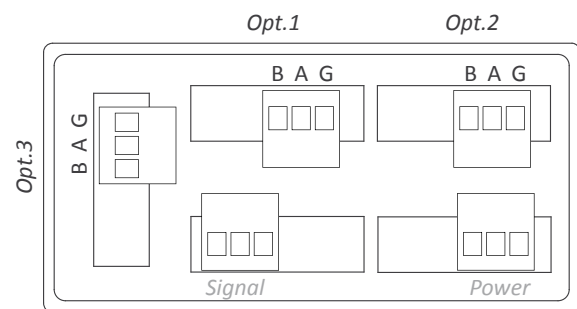 Opt.1
Opt.2
B A G
B A G
Opt.3
B A G
Signal
Power